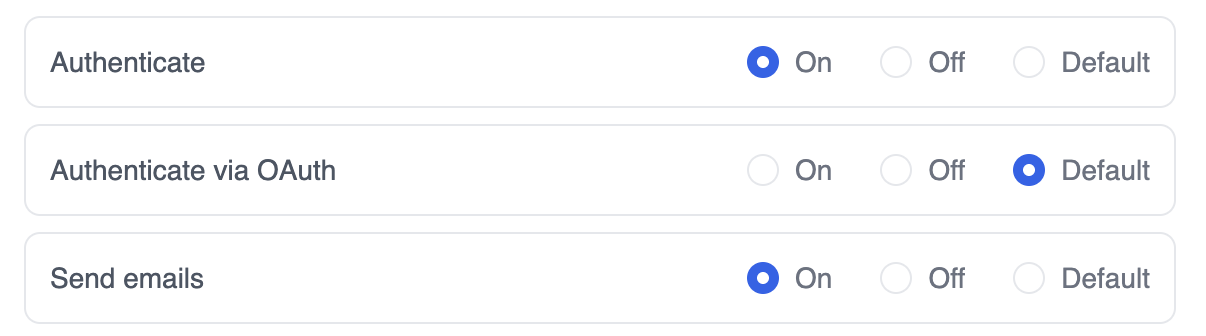 Authenticate On Off Default
Authenticate via OAuth On Off Default
Send emails On Off Default